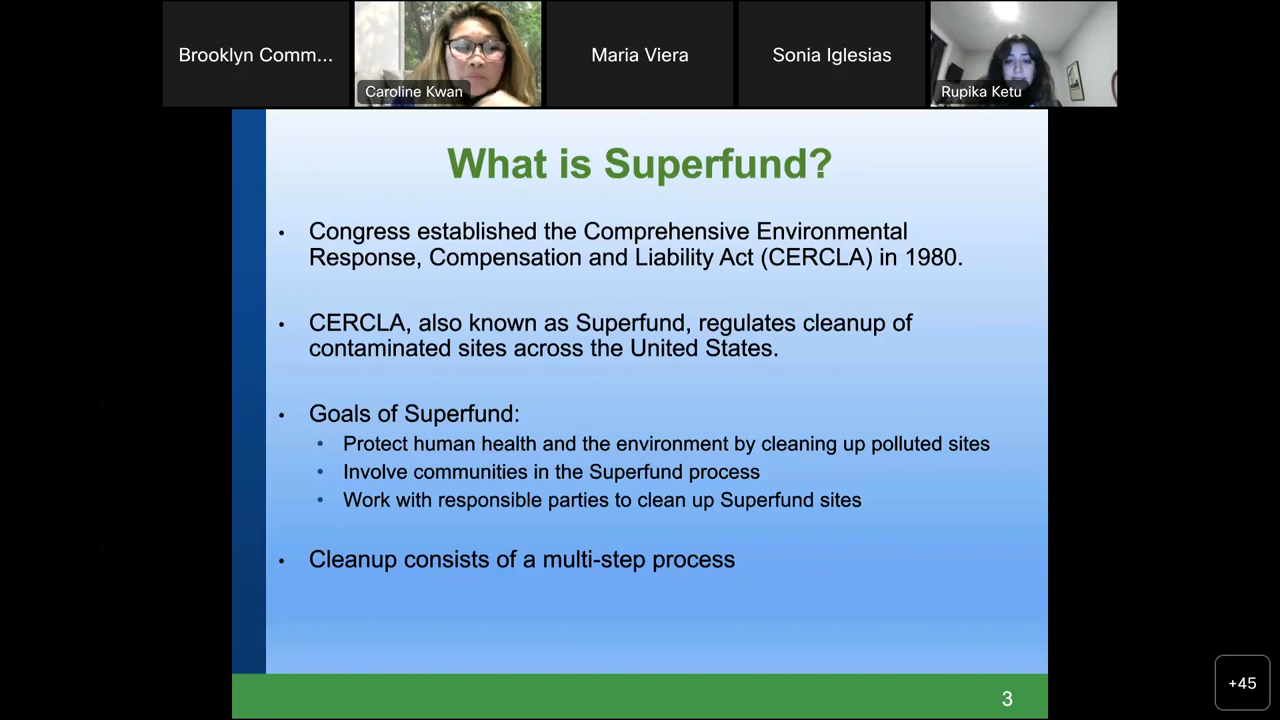 Brooklyn Comm...
Caroline Kwan
Maria Viera
Sonia Iglesias
Rupika Ketu
What is Superfund?
• Congress established the Comprehensive Environmental
Response, Compensation and Liability Act (CERCLA) in 1980.
• CERCLA, also known as Superfund, regulates cleanup of
contaminated sites across the United States.
• Goals of Superfund:
• Protect human health and the environment by cleaning up polluted sites
• Involve communities in the Superfund process
• Work with responsible parties to clean up Superfund sites
• Cleanup consists of a multi-step process
3
+45